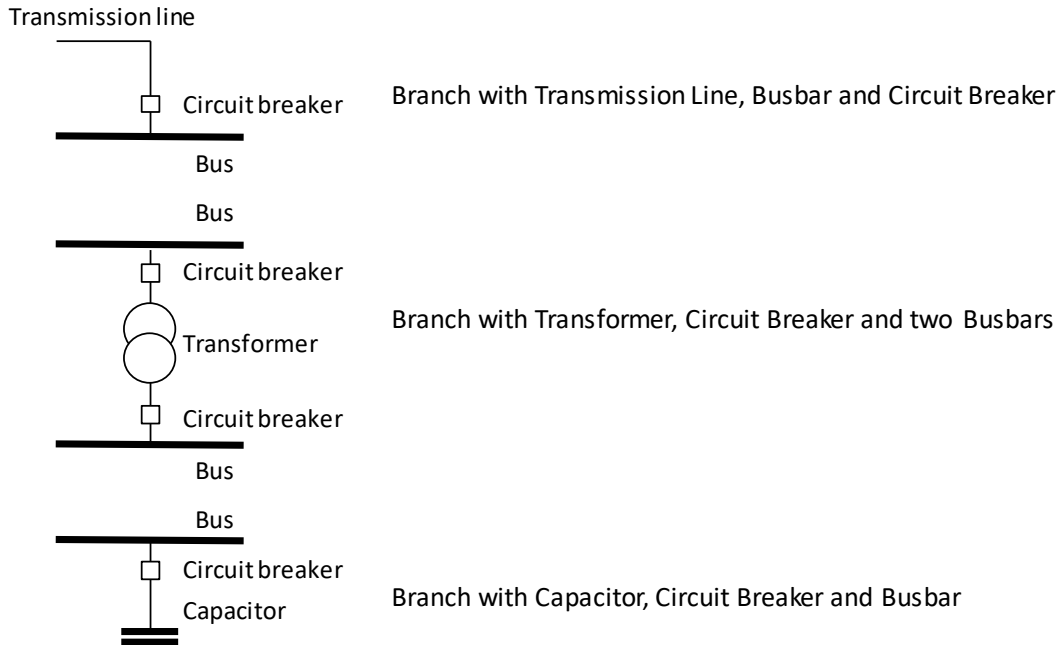 Transmission line
Circuit breaker
Branch with Transmission Line, Busbar and Circuit Breaker
Bus
Bus
Circuit breaker
Branch with Transformer, Circuit Breaker and two Busbars
Transformer
Circuit breaker
Bus
Bus
Circuit breaker
Branch with Capacitor, Circuit Breaker and Busbar
Capacitor